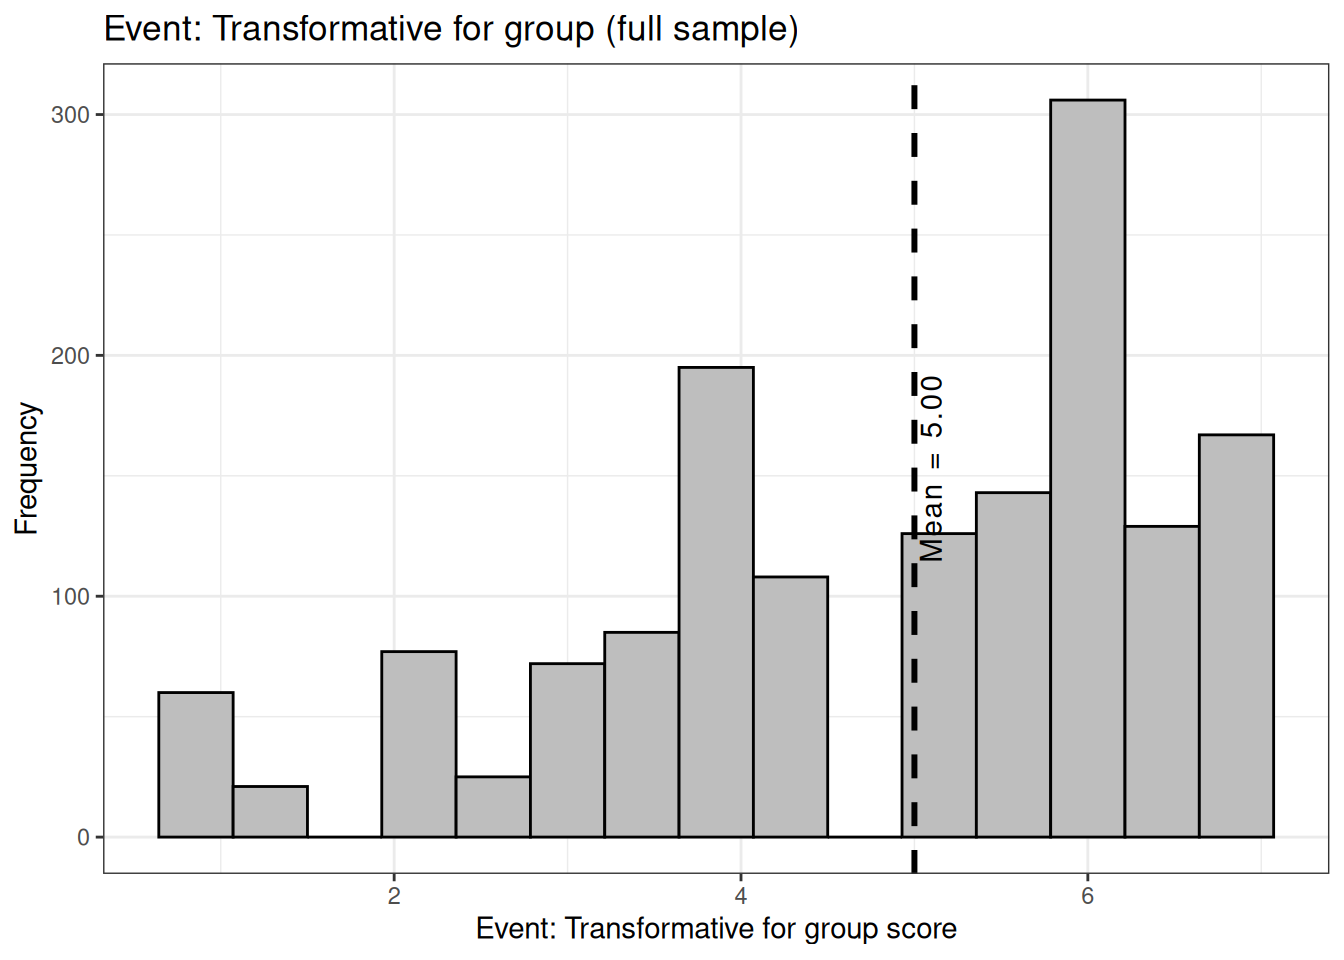 Event: Transformative for group (full sample)
Frequency
300
200
100
0
Mean = 5.00
2
4
6
Event: Transformative for group score